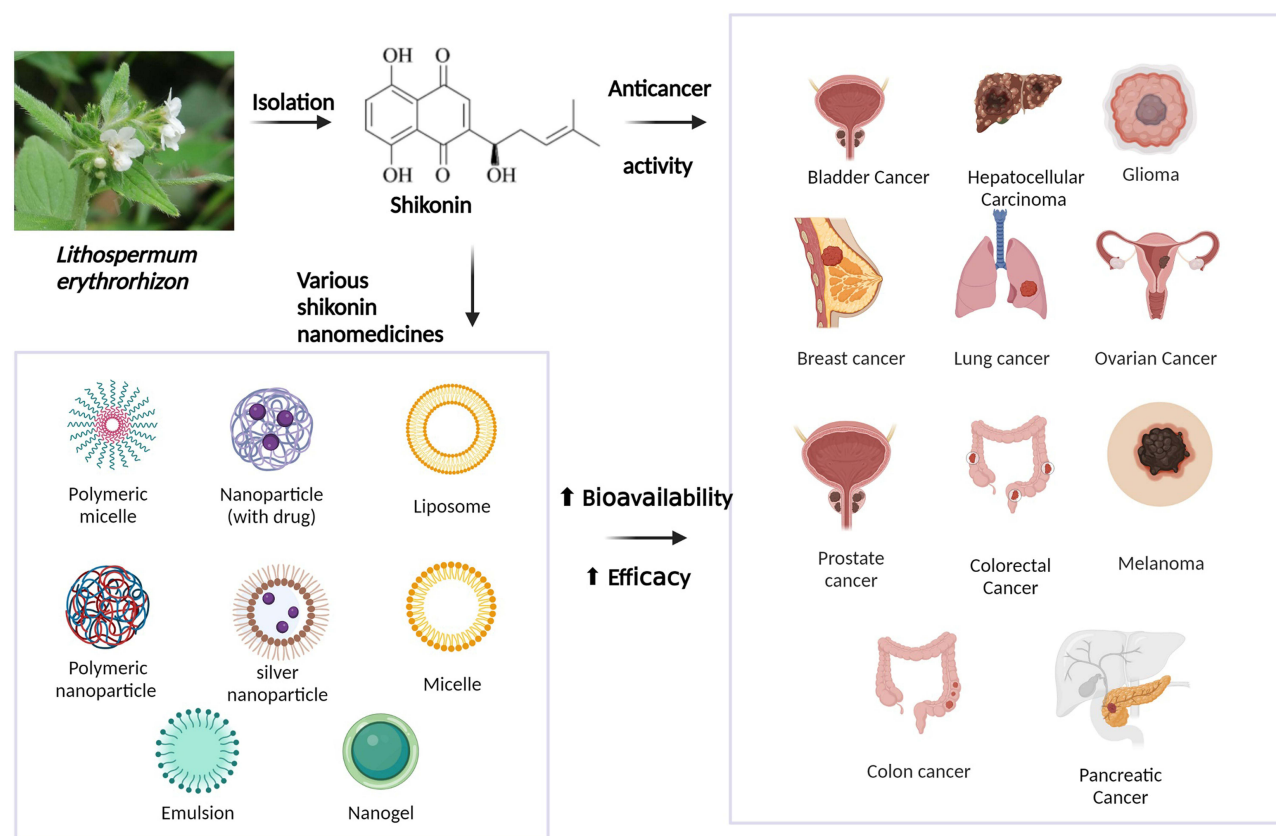 Isolation
OH
O
OH
O
OH
Shikonin
Anticancer
activity
Lithospermum
erythrorhizon
Various
shikonin
nanomedicines
Polymeric
micelle
Nanoparticle
(with drug)
Liposome
Polymeric
nanoparticle
silver
nanoparticle
Micelle
Emulsion
Nanogel
⬆ Bioavailability
⬆ Efficacy
Bladder Cancer
Hepatocellular
Carcinoma
Glioma
Breast cancer
Lung cancer
Ovarian Cancer
Prostate
cancer
Colorectal
Cancer
Melanoma
Colon cancer
Pancreatic
Cancer